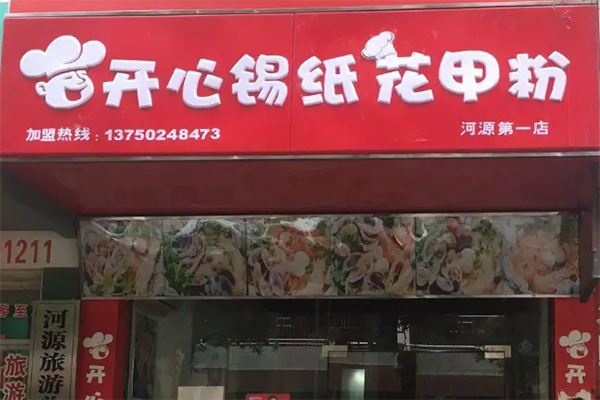 开心锡纸花甲粉
加盟热线：13750248473
河源第一店
1211
河源旅游
旅游
开
开